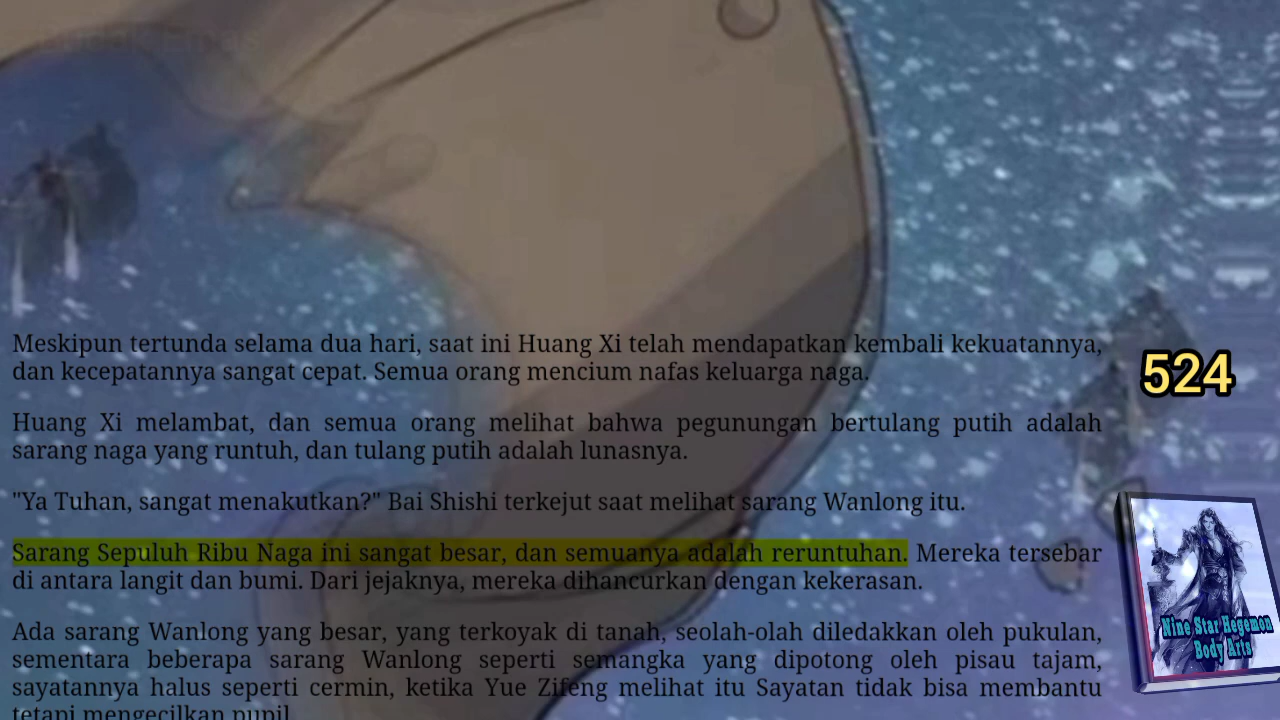 Meskipun tertunda selama dua hari, saat ini Huang Xi telah mendapatkan kembali kekuatannya,
dan kecepatannya sangat cepat. Semua orang mencium nafas keluarga naga.
Huang Xi melambat, dan semua orang melihat bahwa pegunungan bertulang putih adalah
sarang naga yang runtuh, dan tulang putih adalah lunasnya.
"Ya Tuhan, sangat menakutkan?" Bai Shishi terkejut saat melihat sarang Wanlong itu.
Sarang Sepuluh Ribu Naga ini sangat besar, dan semuanya adalah reruntuhan. Mereka tersebar
di antara langit dan bumi. Dari jejaknya, mereka dihancurkan dengan kekerasan.
Ada sarang Wanlong yang besar, yang terkoyak di tanah, seolah-olah diledakkan oleh pukulan,
sementara beberapa sarang Wanlong seperti semangka yang dipotong oleh pisau tajam,
sayatannya halus seperti cermin, ketika Yue Zifeng melihat itu Sayatan tidak bisa membantu
tetapi mengecilkan pupil
524
Nine Star Hegemon
Body Arts